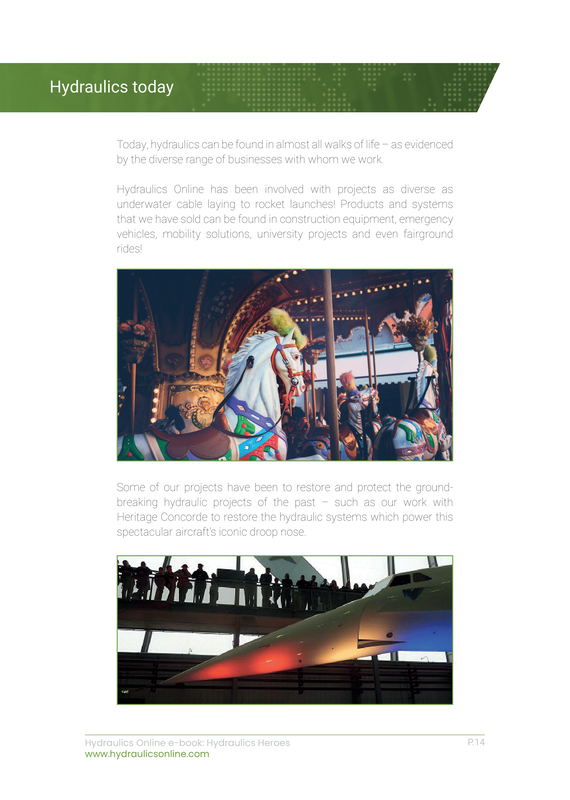 Hydraulics today
Today, hydraulics can be found in almost all walks of life – as evidenced
by the diverse range of businesses with whom we work.
Hydraulics Online has been involved with projects as diverse as
underwater cable laying to rocket launches! Products and systems
that we have sold can be found in construction equipment, emergency
vehicles, mobility solutions, university projects and even fairground
rides!
Some of our projects have been to restore and protect the ground-
breaking hydraulic projects of the past – such as our work with
Heritage Concorde to restore the hydraulic systems which power this
spectacular aircraft's iconic droop nose.
Hydraulics Online e-book: Hydraulics Heroes
P.14
www.hydraulicsonline.com